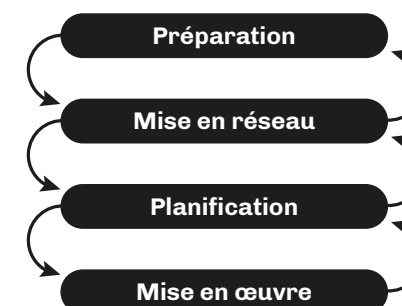 Préparation
Mise en réseau
Planification
Mise en œuvre